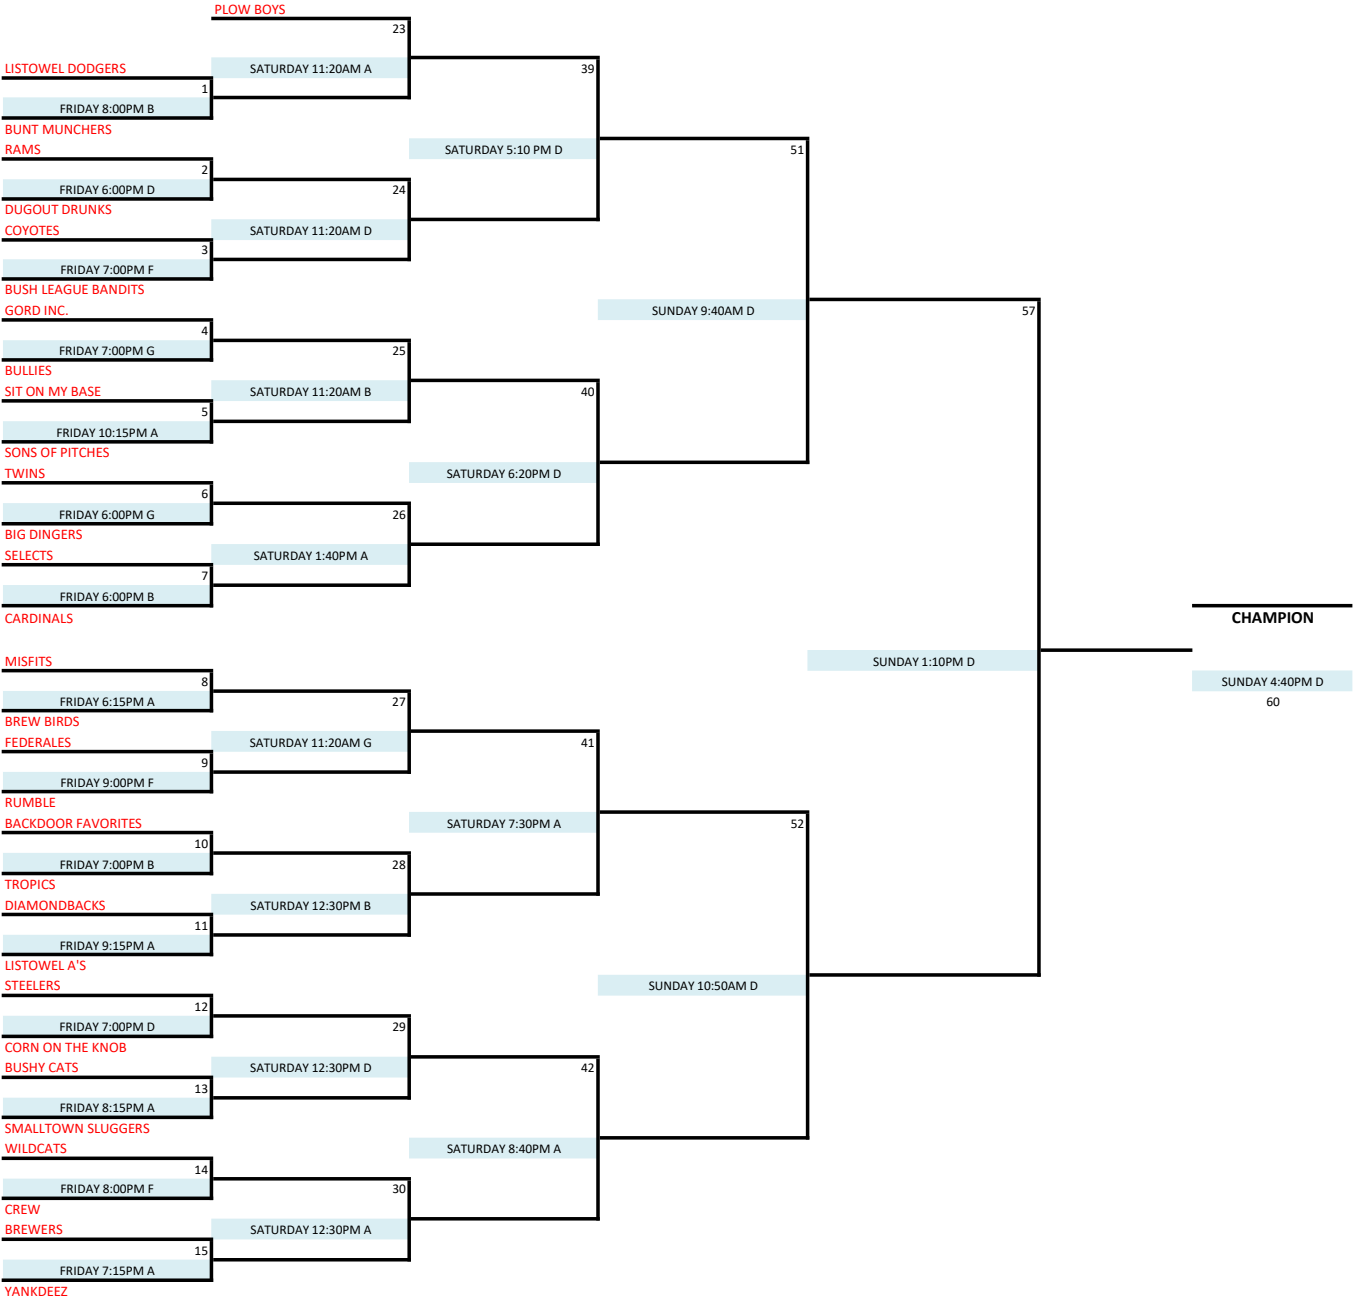 PLOW BOYS
23
LISTOWEL DODGERS
SATURDAY 11:20AM A
39
1
FRIDAY 8:00PM B
BUNT MUNCHERS
RAMS
SATURDAY 5:10 PM D
51
2
FRIDAY 6:00PM D
24
DUGOUT DRUNKS
COYOTES
SATURDAY 11:20AM D
3
FRIDAY 7:00PM F
BUSH LEAGUE BANDITS
GORD INC.
SUNDAY 9:40AM D
57
4
FRIDAY 7:00PM G
25
BULLIES
SIT ON MY BASE
SATURDAY 11:20AM B
40
5
FRIDAY 10:15PM A
SONS OF PITCHES
TWINS
SATURDAY 6:20PM D
6
FRIDAY 6:00PM G
26
BIG DINGERS
SELECTS
SATURDAY 1:40PM A
7
FRIDAY 6:00PM B
CARDINALS
CHAMPION
MISFITS
SUNDAY 1:10PM D
8
SUNDAY 4:40PM D
FRIDAY 6:15PM A
27
60
BREW BIRDS
FEDERALES
SATURDAY 11:20AM G
41
9
FRIDAY 9:00PM F
RUMBLE
BACKDOOR FAVORITES
SATURDAY 7:30PM A
52
10
FRIDAY 7:00PM B
28
TROPICS
DIAMONDBACKS
SATURDAY 12:30PM B
11
FRIDAY 9:15PM A
LISTOWEL A'S
STEELERS
SUNDAY 10:50AM D
12
FRIDAY 7:00PM D
29
CORN ON THE KNOB
BUSHY CATS
SATURDAY 12:30PM D
42
13
FRIDAY 8:15PM A
SMALLTOWN SLUGGERS
WILDCATS
SATURDAY 8:40PM A
14
FRIDAY 8:00PM F
30
CREW
BREWERS
SATURDAY 12:30PM A
15
FRIDAY 7:15PM A
YANKDEEZ